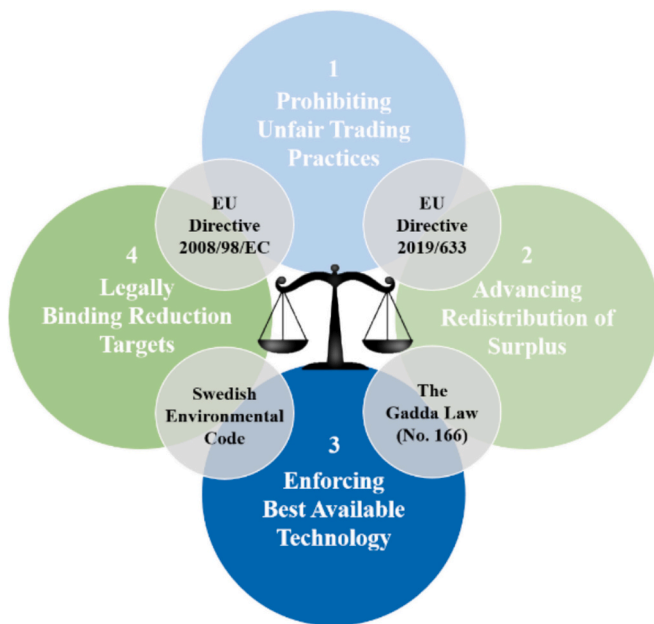 1
Prohibiting
Unfair Trading
Practices
EU
Directive
2008/98/EC
EU
Directive
2019/633
4
Legally
Binding Reduction
Targets
2
Advancing
Redistribution of
Surplus
Swedish
Environmental
Code
The
Gadda Law
(No. 166)
3
Enforcing
Best Available
Technology